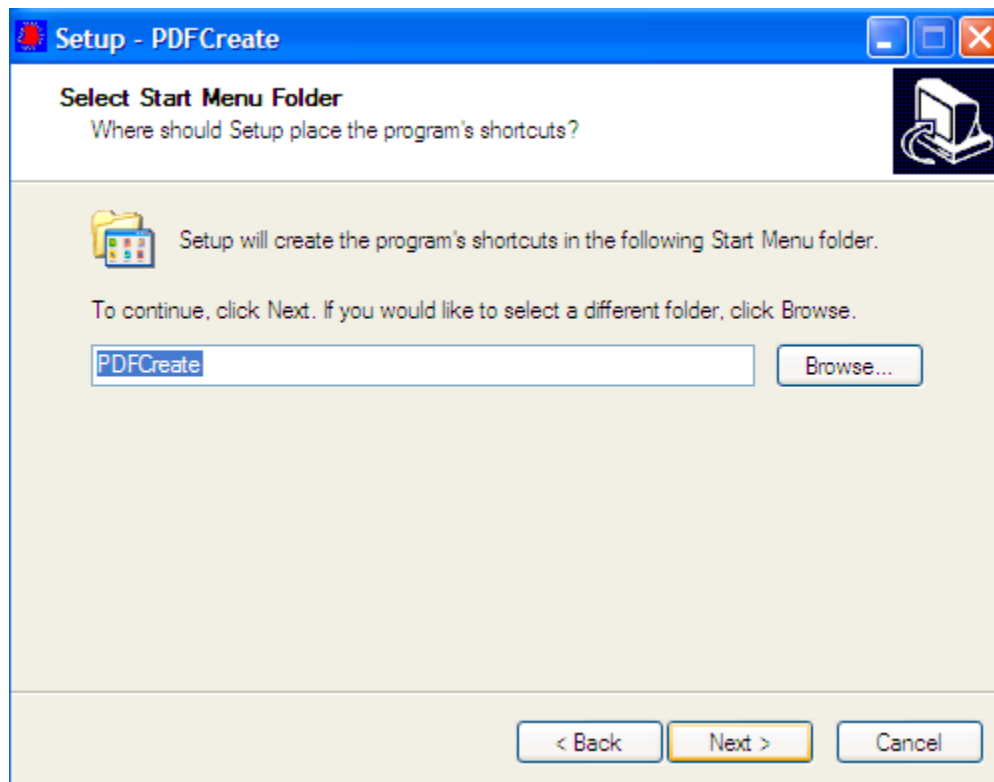 Setup - PDFCreate
Select Start Menu Folder
Where should Setup place the program's shortcuts?
Setup will create the program's shortcuts in the following Start Menu folder.
To continue, click Next. If you would like to select a different folder, click Browse.
PDFCreate
Browse...
< Back
Next >
Cancel